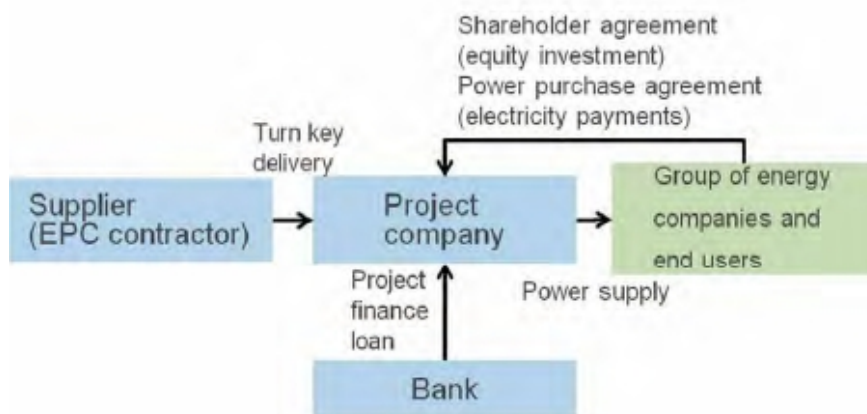 Shareholder agreement
(equity investment)
Power purchase agreement
(electricity payments)
Turn key
delivery
Supplier
(EPC contractor)
Project
company
Group of energy
companies and
end users
Project
finance
loan
Power supply
Bank